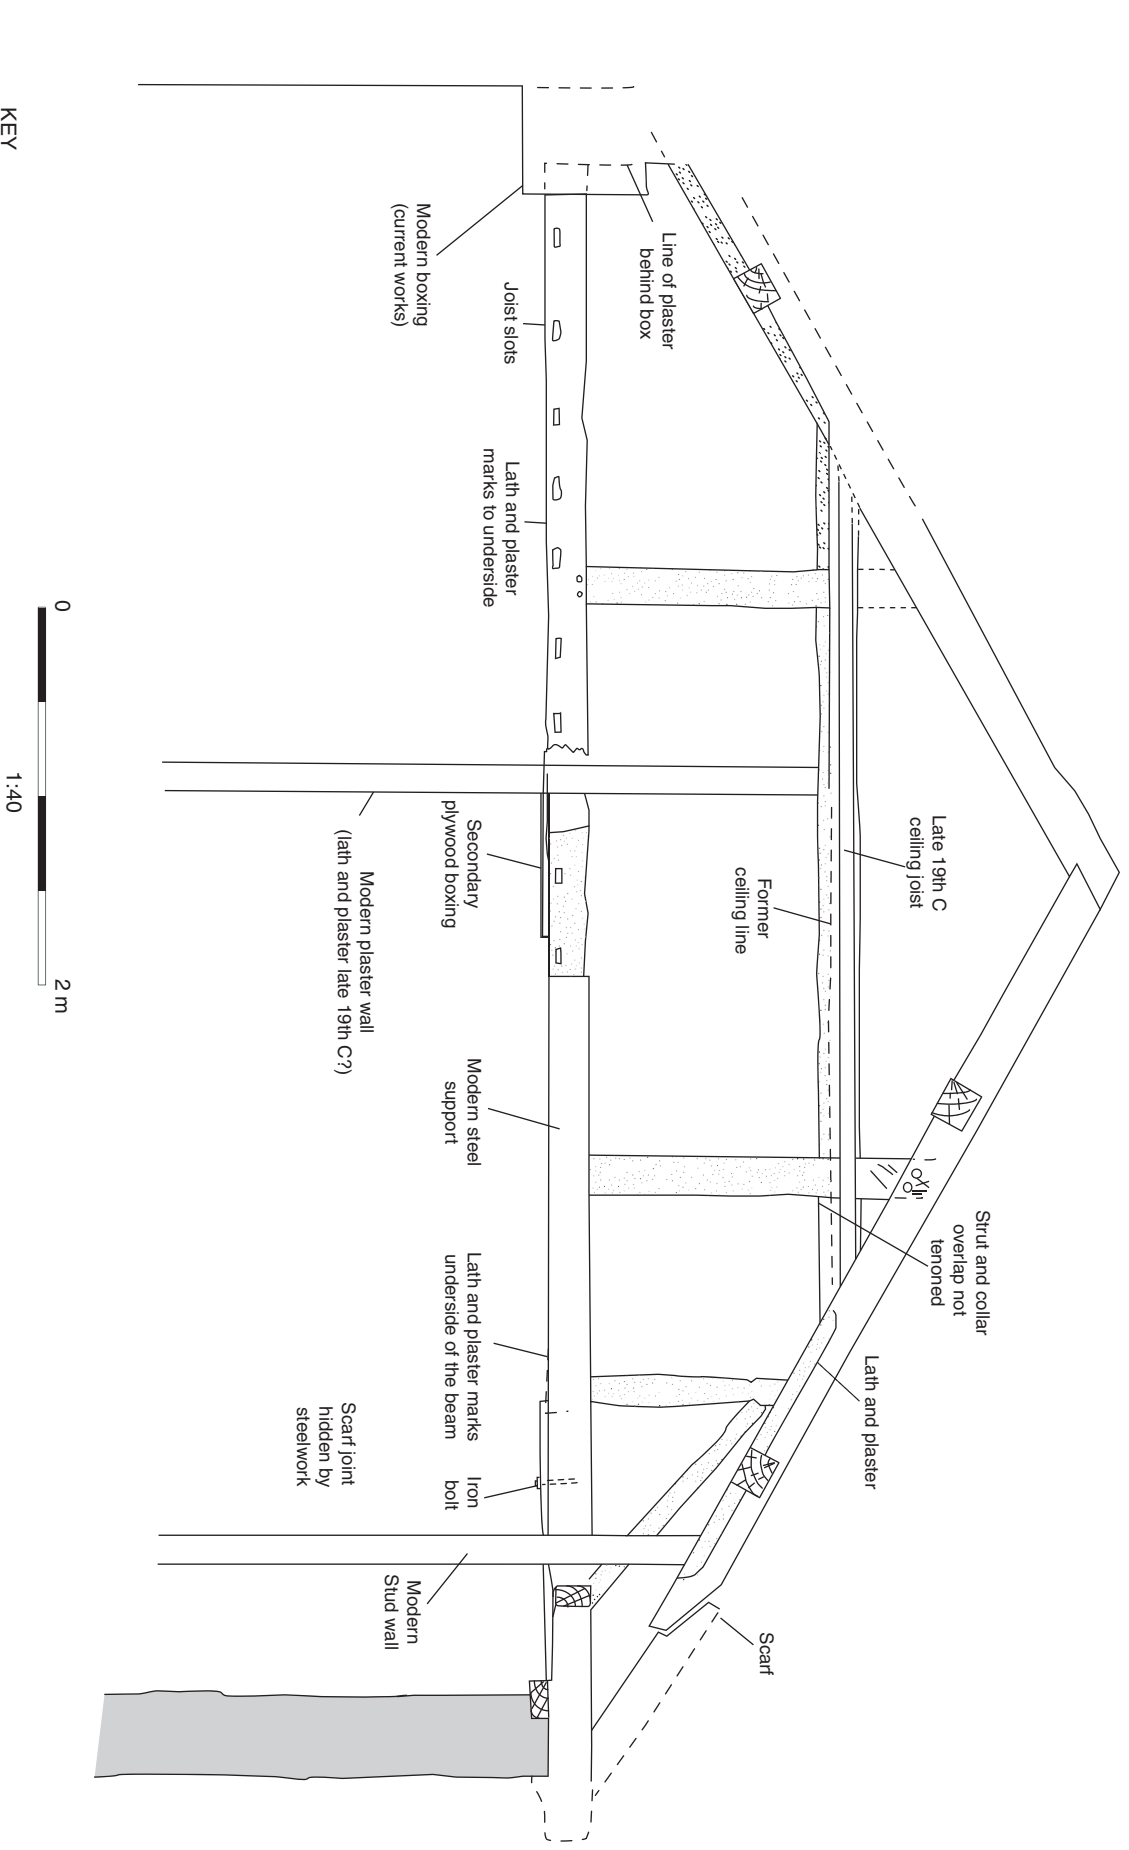 Scarf
Lath and plaster
Strut and collar
overlap not
tenoned
Late 19th C
ceiling joist
Former
ceiling line
Line of plaster
behind box
Modern boxing
(current works)
Joist slots
Lath and plaster
marks to underside
Secondary
plywood boxing
Modern plaster wall
(lath and plaster late 19th C?)
Modern steel
support
Lath and plaster marks
underside of the beam
Iron
bolt
Scarf joint
hidden by
steelwork
Modern
Stud wall
0
2 m
1:40
KEY